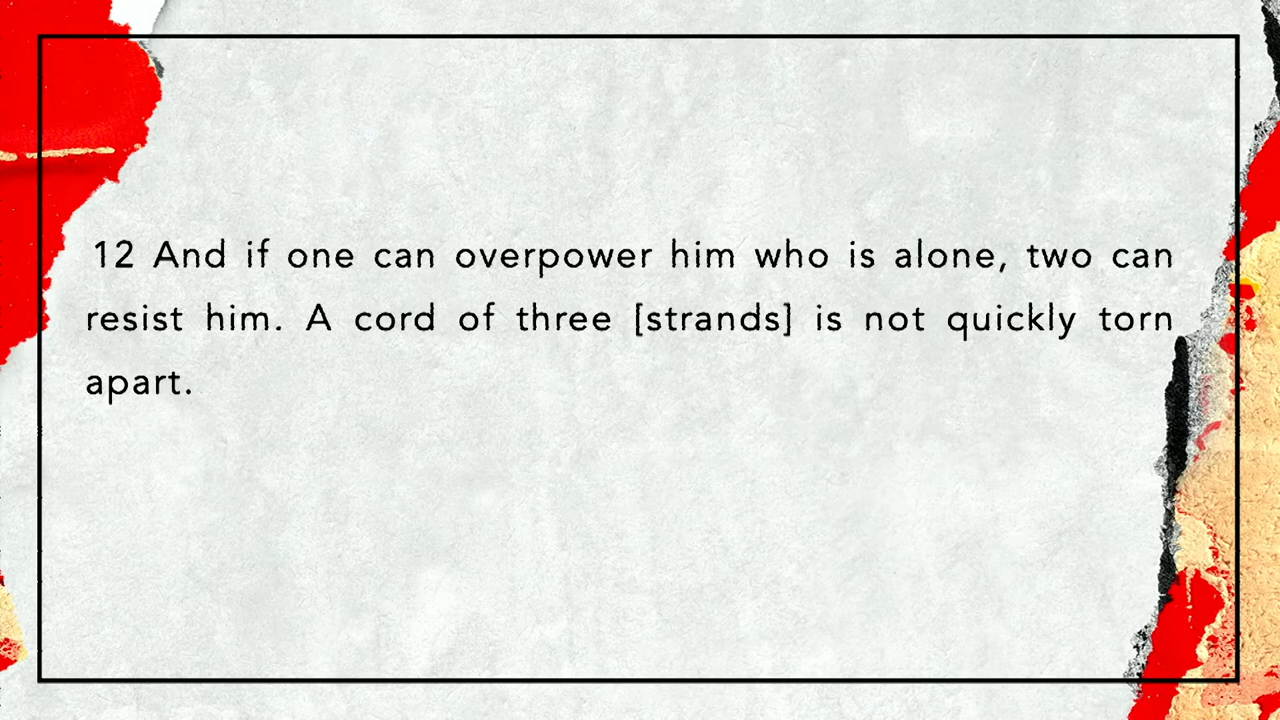 12 And if one can overpower him who is alone, two can
resist him. A cord of three [strands] is not quickly torn
apart.